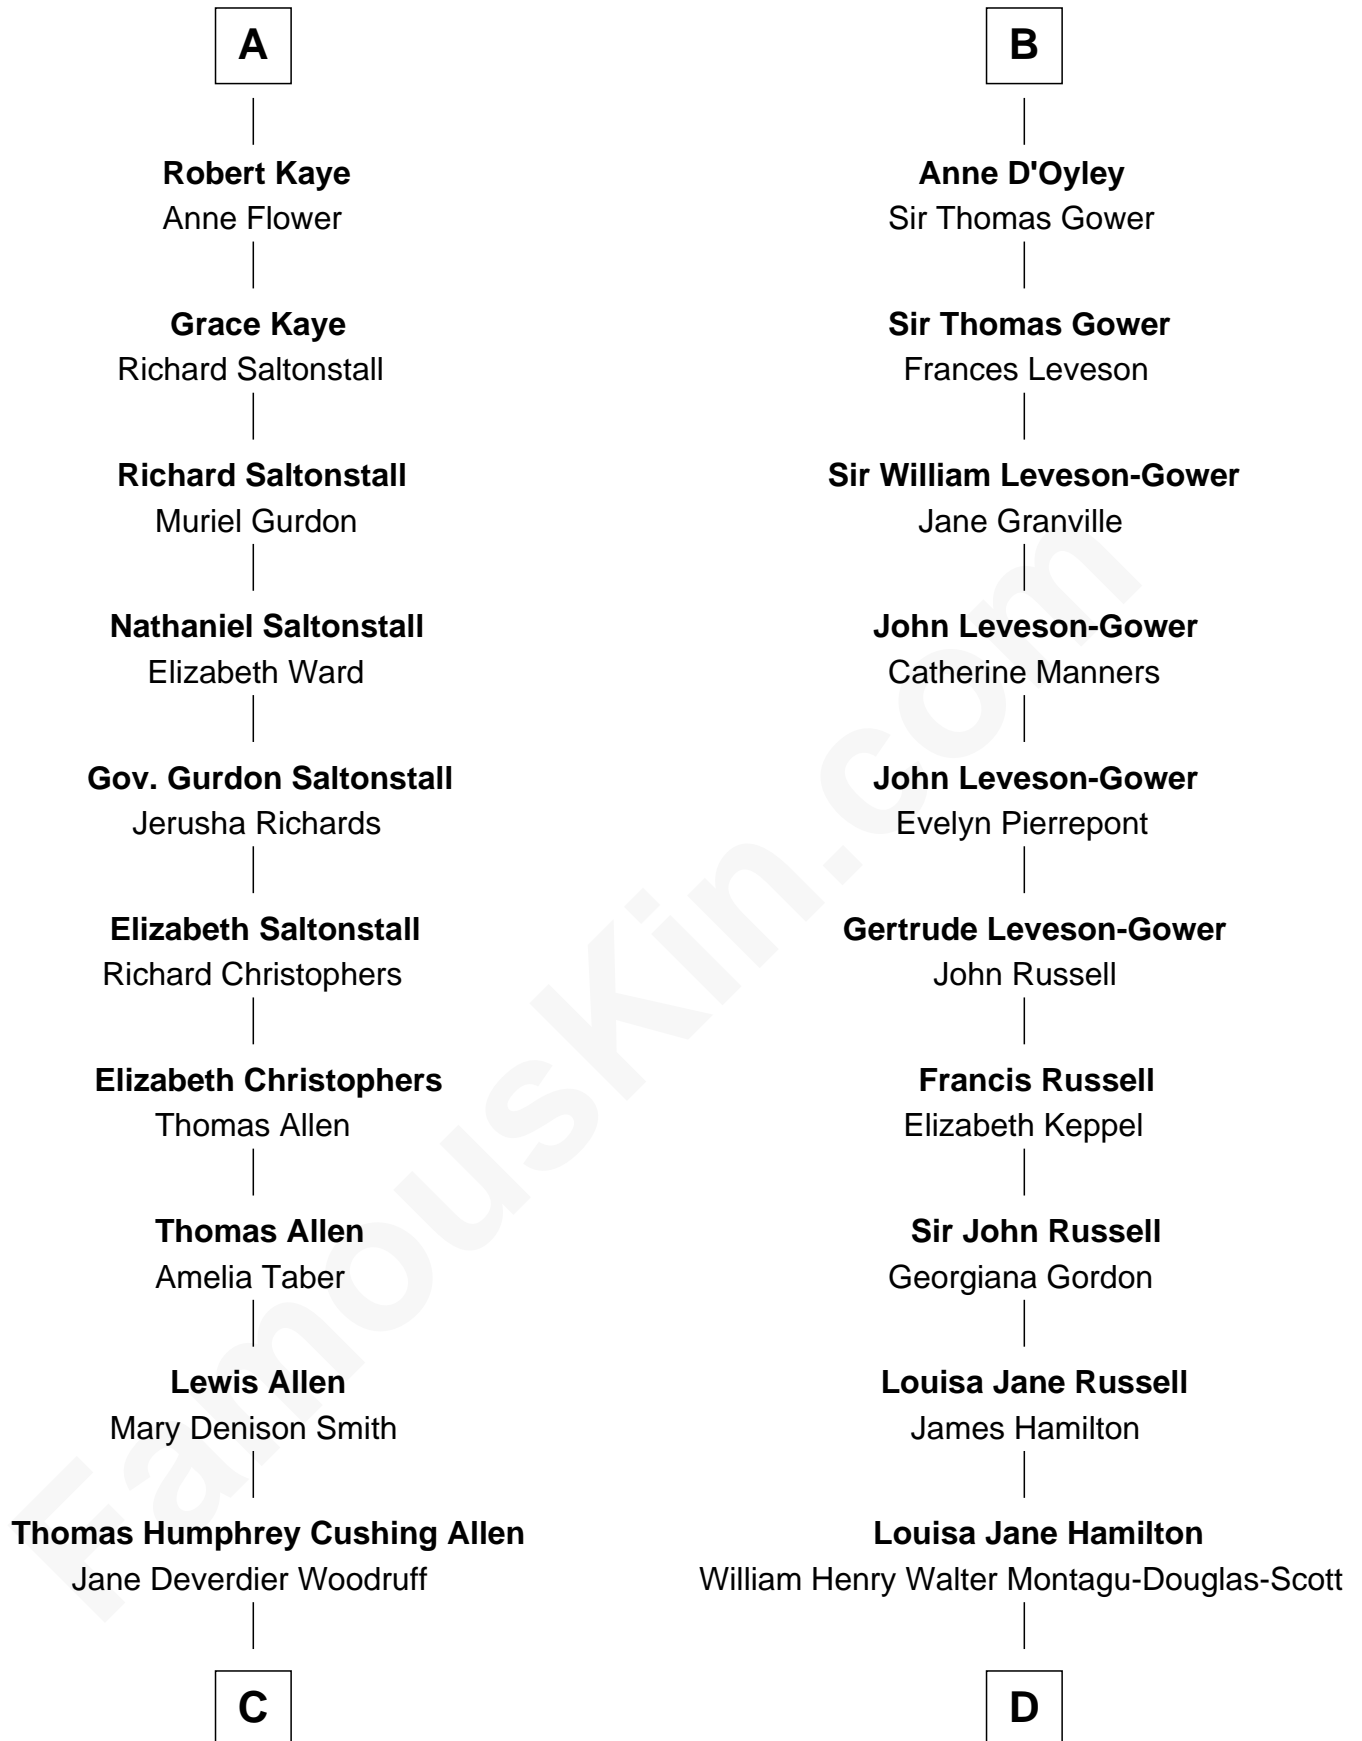 A
Robert Kaye
Anne Flower
Grace Kaye
Richard Saltonstall
Richard Saltonstall
Muriel Gurdon
Nathaniel Saltonstall
Elizabeth Ward
Gov. Gurdon Saltonstall
Jerusha Richards
Elizabeth Saltonstall
Richard Christophers
Elizabeth Christophers
Thomas Allen
Thomas Allen
Amelia Taber
Lewis Allen
Mary Denison Smith
Thomas Humphrey Cushing Allen
Jane Deverdier Woodruff
C
B
Anne D'Oyley
Sir Thomas Gower
Sir Thomas Gower
Frances Leveson
Sir William Leveson-Gower
Jane Granville
John Leveson-Gower
Catherine Manners
John Leveson-Gower
Evelyn Pierrepont
Gertrude Leveson-Gower
John Russell
Francis Russell
Elizabeth Keppel
Sir John Russell
Georgiana Gordon
Louisa Jane Russell
James Hamilton
Louisa Jane Hamilton
William Henry Walter Montagu-Douglas-Scott
D
FamousKin.com